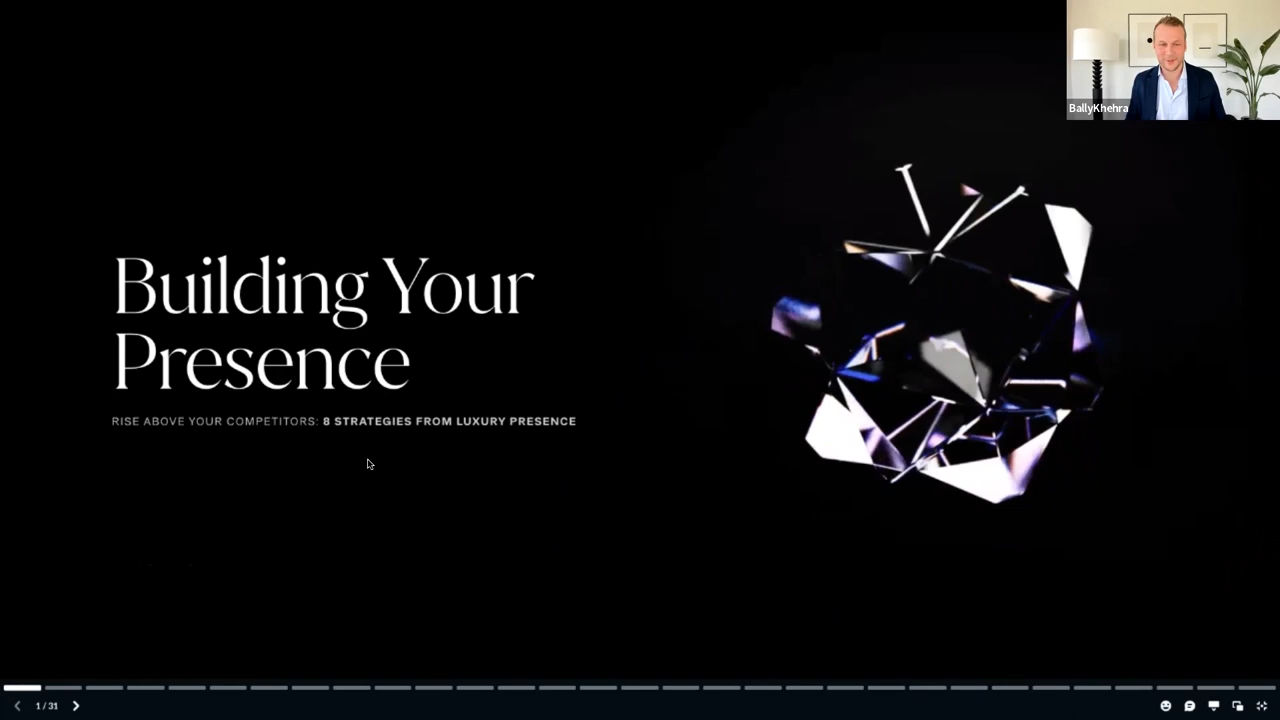 BallyKhehra
Building Your
Presence
RISE ABOVE YOUR COMPETITORS: 8 STRATEGIES FROM LUXURY PRESENCE
1 / 31